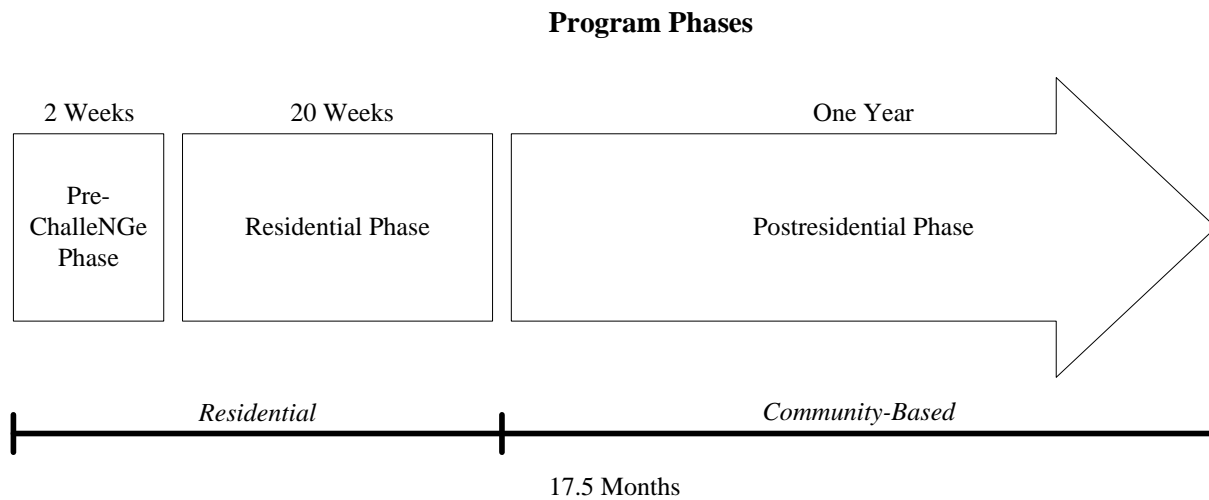 Program Phases
2 Weeks
20 Weeks
One Year
Pre-
ChalleNGe
Phase
Residential Phase
Postresidential Phase
Residential
Community-Based
17.5 Months